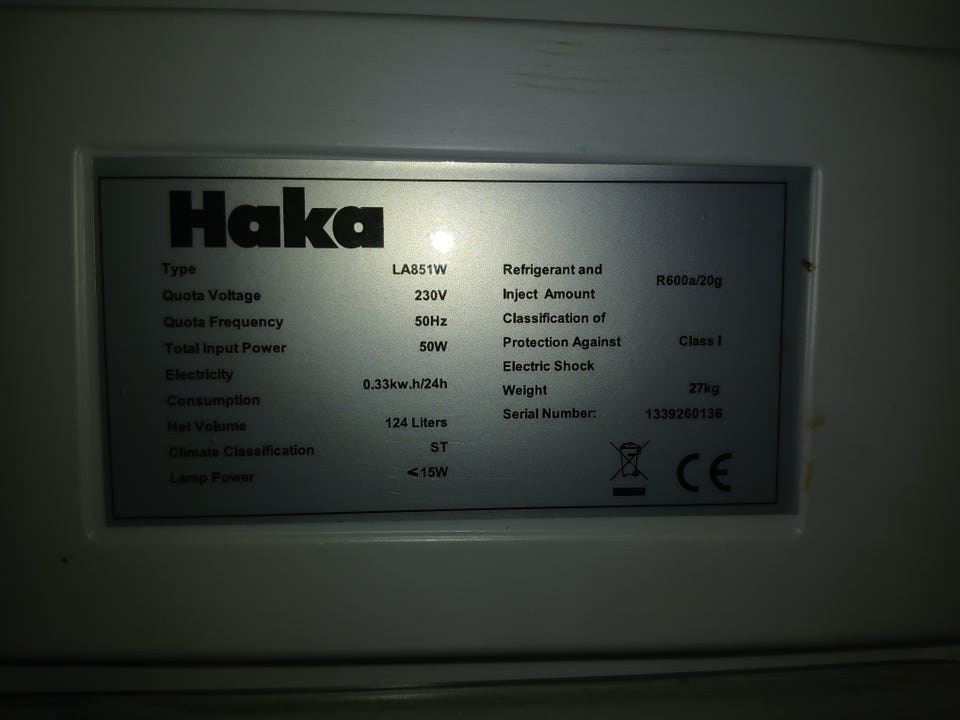 Haka
Type LA851W
Quota Voltage 230V
Quota Frequency 50Hz
Total Input Power 50W
Electricity
Consumption 0.33kw.h/24h
Net Volume 124 Liters
Climate Classification ST
Lamp Power <15W
Refrigerant and
Inject Amount R600a/20g
Classification of
Protection Against Class I
Electric Shock
Weight 27kg
Serial Number: 1339260136
CE